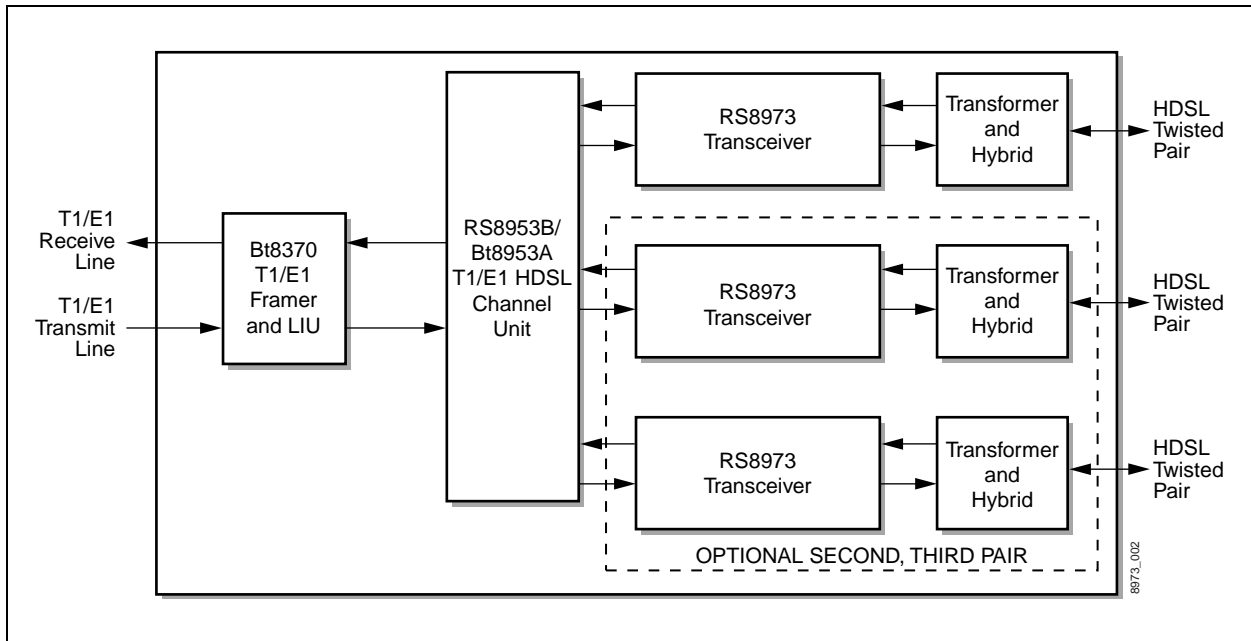 T1/E1
Receive
Line
T1/E1
Transmit
Line
Bt8370
T1/E1
Framer
and LIU
RS8953B/
Bt8953A
T1/E1 HDSL
Channel
Unit
RS8973
Transceiver
Transformer
and
Hybrid
HDSL
Twisted
Pair
RS8973
Transceiver
Transformer
and
Hybrid
HDSL
Twisted
Pair
RS8973
Transceiver
Transformer
and
Hybrid
HDSL
Twisted
Pair
OPTIONAL SECOND, THIRD PAIR
8973_002